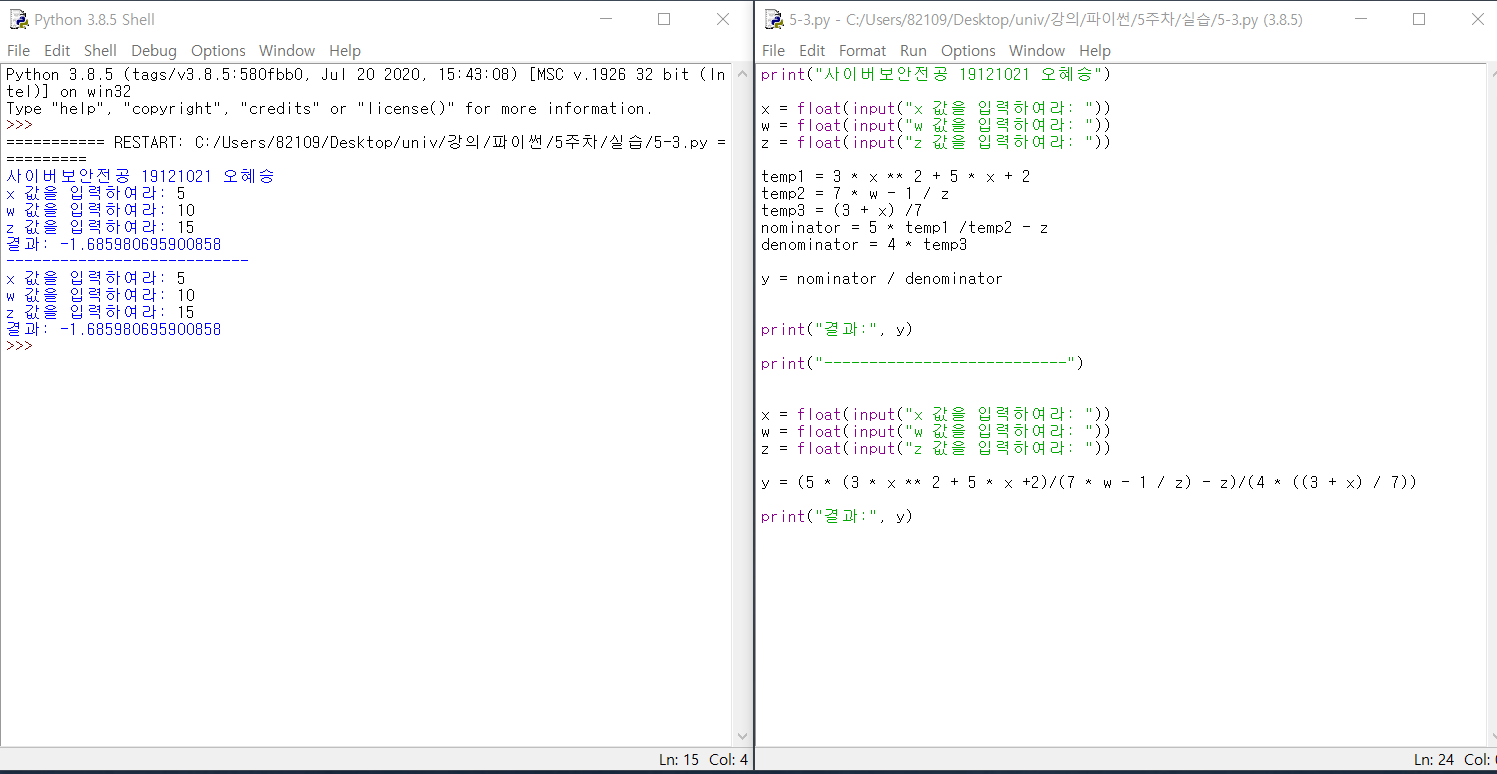 Python 3.8.5 Shell
File Edit Shell Debug Options Window Help
Python 3.8.5 (tags/v3.8.5:580fbb0, Jul 20 2020, 15:43:08) [MSC v.1926 32 bit (In
tel)] on win32
Type "help", "copyright", "credits" or "license()" for more information.
>>>
=========== RESTART: C:/Users/82109/Desktop/univ/강의/파이썬/5주차/실습/5-3.py =
=========
사이버보안전공 19121021 오혜승
x 값을 입력하여라: 5
w 값을 입력하여라: 10
z 값을 입력하여라: 15
결과: -1.685980695900858
---------------------------
x 값을 입력하여라: 5
w 값을 입력하여라: 10
z 값을 입력하여라: 15
결과: -1.685980695900858
>>>
Ln: 15 Col: 4
5-3.py - C:/Users/82109/Desktop/univ/강의/파이썬/5주차/실습/5-3.py (3.8.5)
File Edit Format Run Options Window Help
print("사이버보안전공 19121021 오혜승")
x = float(input("x 값을 입력하여라: "))
w = float(input("w 값을 입력하여라: "))
z = float(input("z 값을 입력하여라: "))
temp1 = 3 * x ** 2 + 5 * x + 2
temp2 = 7 * w - 1 / z
temp3 = (3 + x) /7
nominator = 5 * temp1 /temp2 - z
denominator = 4 * temp3
y = nominator / denominator
print("결과:", y)
print("---------------------------")
x = float(input("x 값을 입력하여라: "))
w = float(input("w 값을 입력하여라: "))
z = float(input("z 값을 입력하여라: "))
y = (5 * (3 * x ** 2 + 5 * x +2)/(7 * w - 1 / z) - z)/(4 * ((3 + x) / 7))
print("결과:", y)
Ln: 24 Col: